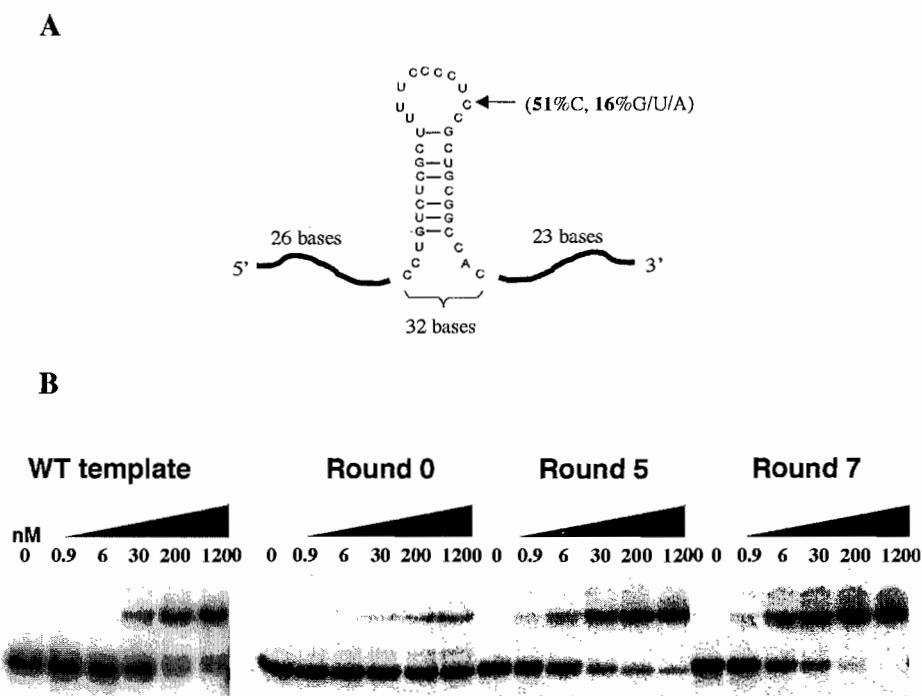 A
CCUGUCUCGCUUUUCCCCUCCGCUGCGGCCAC
(51%C, 16%G/U/A)
26 bases
23 bases
5’
3’
32 bases
B
WT template
Round 0
Round 5
Round 7
nM
0 0.9 6 30 200 1200 0 0.9 6 30 200 1200 0 0.9 6 30 200 1200 0 0.9 6 30 200 1200